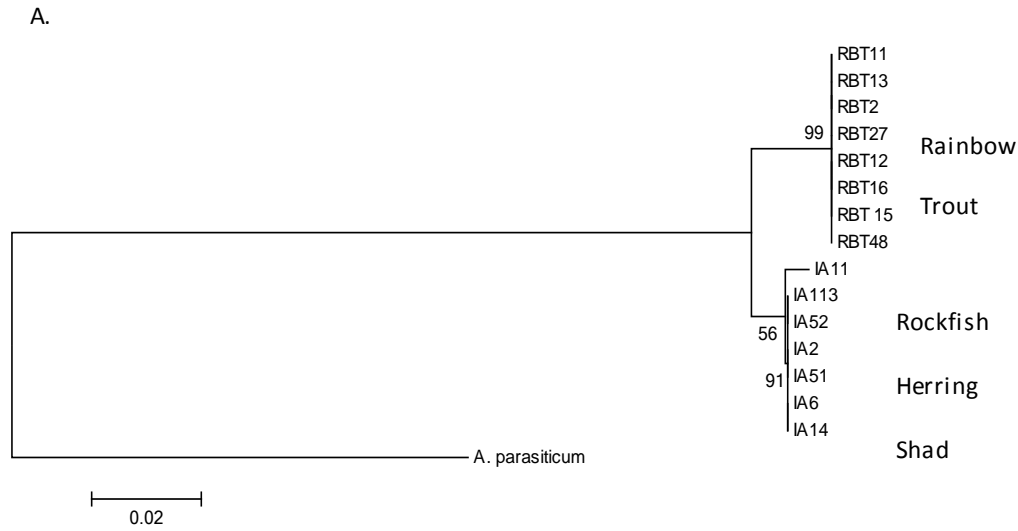 A.
RBT11
RBT13
RBT2
99
RBT27
Rainbow
RBT12
RBT16
Trout
RBT 15
RBT48
IA11
IA113
IA52
Rockfish
56
IA2
91
IA51
Herring
IA6
IA14
Shad
A. parasiticum
0.02